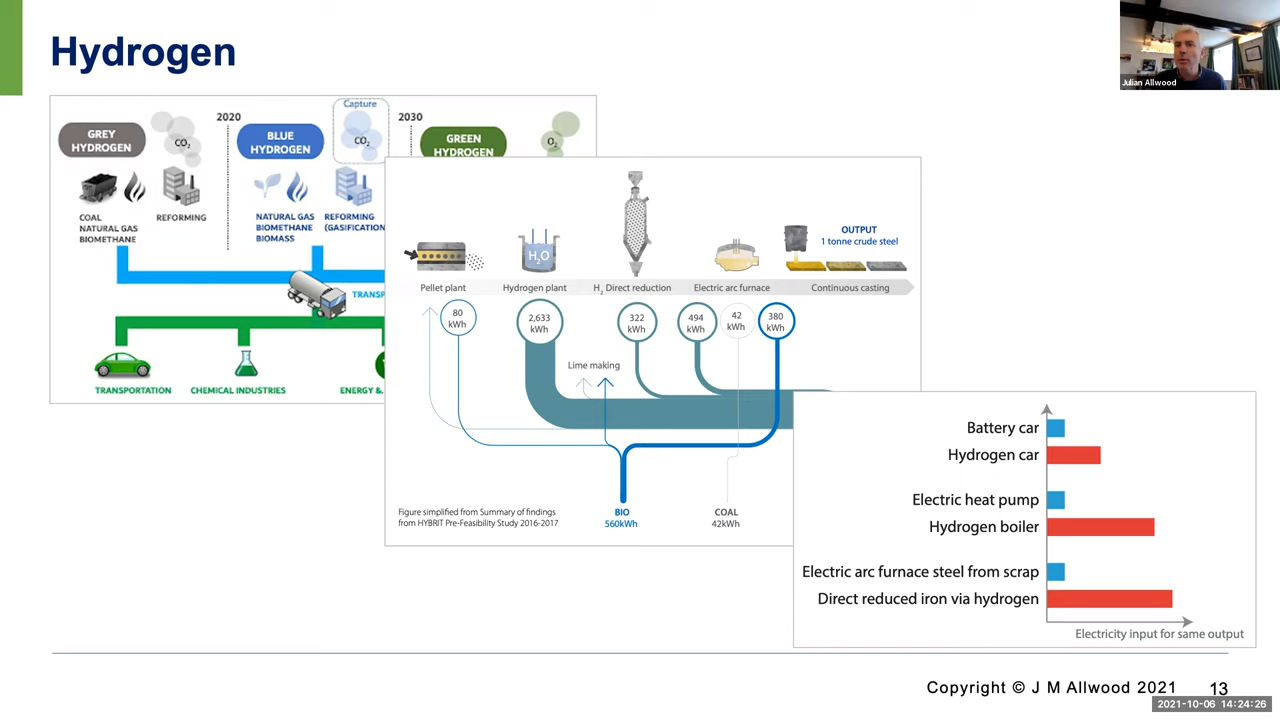 Hydrogen
Julian Allwood
GREY
HYDROGEN
CO2
2020
BLUE
HYDROGEN
Capture
CO2
2030
GREEN
HYDROGEN
O2
COAL
NATURAL GAS
BIOMETHANE
REFORMING
NATURAL GAS
BIOMETHANE
BIOMASS
REFORMING
(GASIFICATION
TRANSP
TRANSPORTATION
CHEMICAL INDUSTRIES
ENERGY &
H2O
OUTPUT
1 tonne crude steel
Pellet plant
Hydrogen plant
H2 Direct reduction
Electric arc furnace
Continuous casting
80
kWh
2,633
kWh
322
kWh
494
kWh
42
kWh
380
kWh
Lime making
Figure simplified from Summary of findings
from HYBRIT Pre-Feasibility Study 2016-2017
BIO
560kWh
COAL
42kWh
Battery car
Hydrogen car
Electric heat pump
Hydrogen boiler
Electric arc furnace steel from scrap
Direct reduced iron via hydrogen
Electricity input for same output
Copyright © J M Allwood 2021
13
2021-10-06 14:24:26